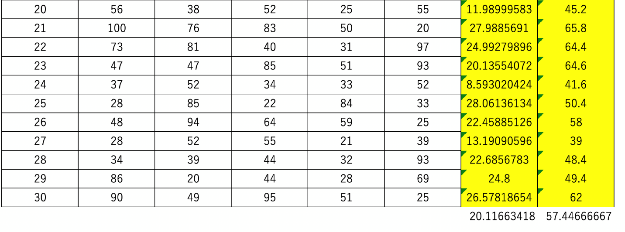 20 56 38 52 25 55 11.98999583 45.2
21 100 76 83 50 20 27.9885691 65.8
22 73 81 40 31 97 24.99279896 64.4
23 47 47 85 51 93 20.13554072 64.6
24 37 52 34 33 52 8.593020424 41.6
25 28 85 22 84 33 28.06136134 50.4
26 48 94 64 59 25 22.45885126 58
27 28 52 55 21 39 13.19090596 39
28 34 39 44 32 93 22.6856783 48.4
29 86 20 44 28 69 24.8 49.4
30 90 49 95 51 25 26.57818654 62
20.11663418 57.44666667